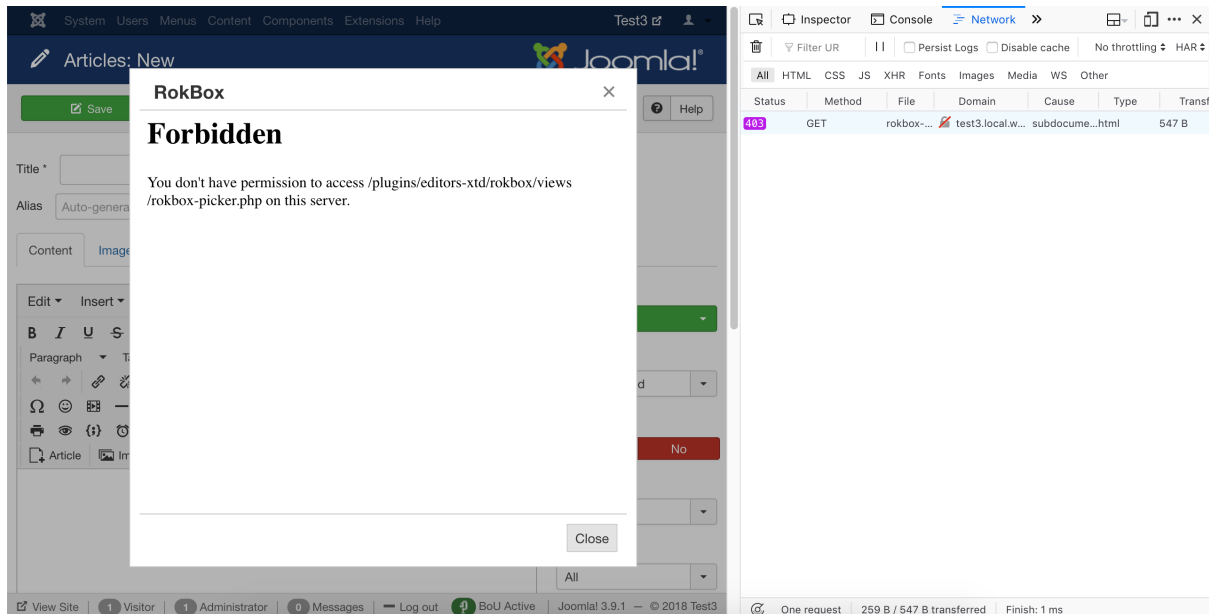 System Users Menus Content Components Extensions Help Test3
Articles: New Joomla!®
Save Help
RokBox ×
Forbidden
You don't have permission to access /plugins/editors-xtd/rokbox/views
/rokbox-picker.php on this server.
Title *
Alias Auto-genera
Content Image
Edit Insert
B I U S
Paragraph
Article Im
No
Close
All
View Site 1 Visitor 1 Administrator 0 Messages Log out BoU Active Joomla! 3.9.1 — © 2018 Test3
Inspector Console Network
Filter UR Persist Logs Disable cache No throttling HAR
All HTML CSS JS XHR Fonts Images Media WS Other
Status Method File Domain Cause Type Transf
403 GET rokbox-... test3.local.w... subdocume... html 547 B
One request 259 B / 547 B transferred Finish: 1 ms